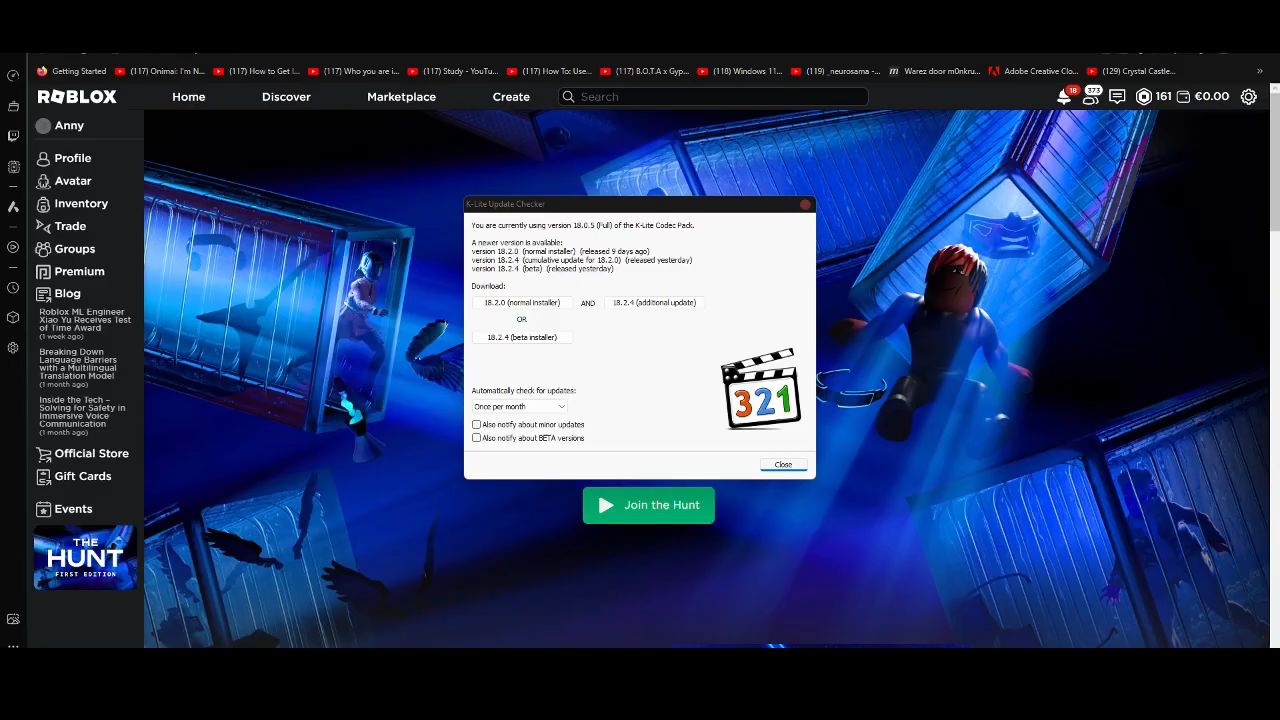 Getting Started
(117) Onimai: I'm N...
(117) How to Get I...
(117) Who you are i...
(117) Study - YouTu...
(117) How To: Use...
(117) B.O.T.A x Gyp...
(118) Windows 11...
(119) _neurosama -...
Warez door m0nkru...
Adobe Creative Clo...
(129) Crystal Castle...
»
ROBLOX
Home
Discover
Marketplace
Create
Search
18
373
161
€0.00
Anny
Profile
Avatar
Inventory
Trade
Groups
Premium
Blog
Roblox ML Engineer
Xiao Yu Receives Test
of Time Award
(1 week ago)
Breaking Down
Language Barriers
with a Multilingual
Translation Model
(1 month ago)
Inside the Tech –
Solving for Safety in
Immersive Voice
Communication
(1 month ago)
Official Store
Gift Cards
Events
THE
HUNT
FIRST EDITION
K-Lite Update Checker
You are currently using version 18.0.5 (Full) of the K-Lite Codec Pack.
A newer version is available:
version 18.2.0 (normal installer) (released 9 days ago)
version 18.2.4 (cumulative update for 18.2.0) (released yesterday)
version 18.2.4 (beta) (released yesterday)
Download:
18.2.0 (normal installer) AND 18.2.4 (additional update)
OR
18.2.4 (beta installer)
Automatically check for updates:
Once per month
Also notify about minor updates
Also notify about BETA versions
321
Close
Join the Hunt